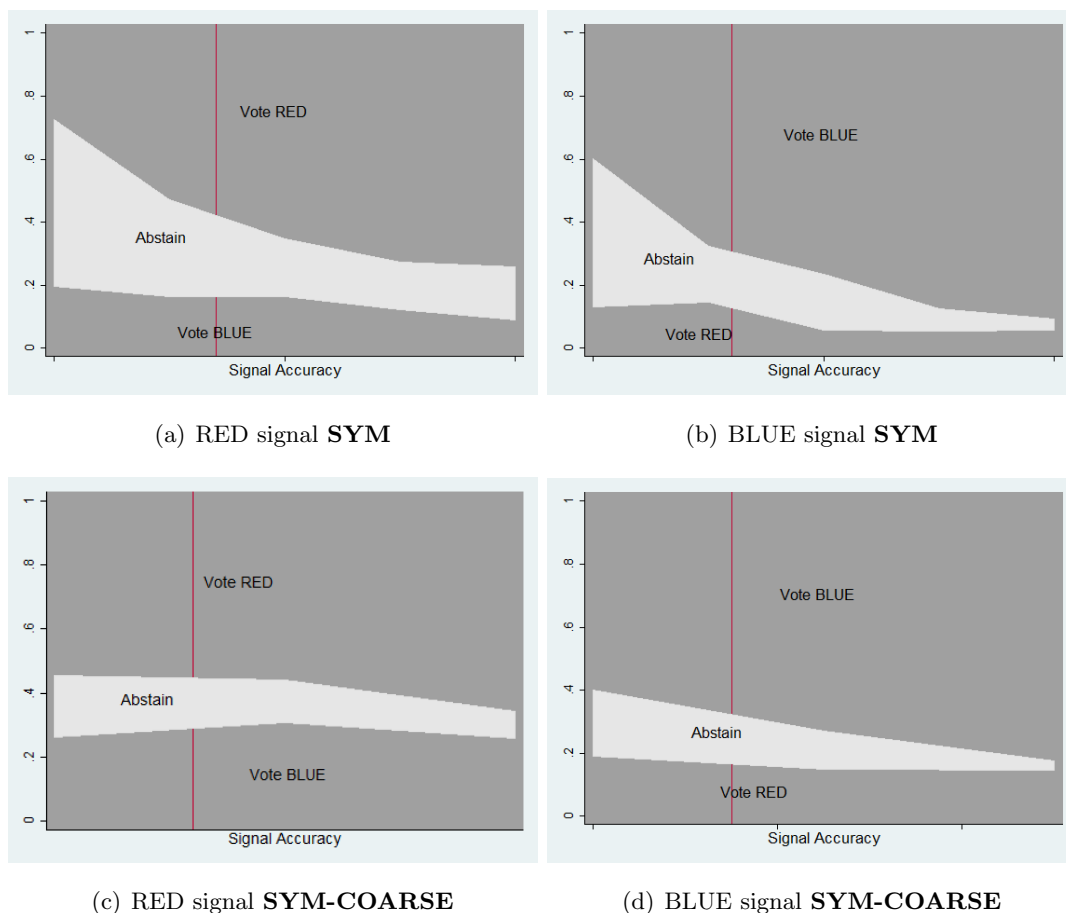 1
.8
.6
.4
.2
0
Vote RED
Abstain
Vote BLUE
Signal Accuracy
(a) RED signal SYM
1
.8
.6
.4
.2
0
Vote BLUE
Abstain
Vote RED
Signal Accuracy
(b) BLUE signal SYM
1
.8
.6
.4
.2
0
Vote RED
Abstain
Vote BLUE
Signal Accuracy
(c) RED signal SYM-COARSE
1
.8
.6
.4
.2
0
Vote BLUE
Abstain
Vote RED
Signal Accuracy
(d) BLUE signal SYM-COARSE